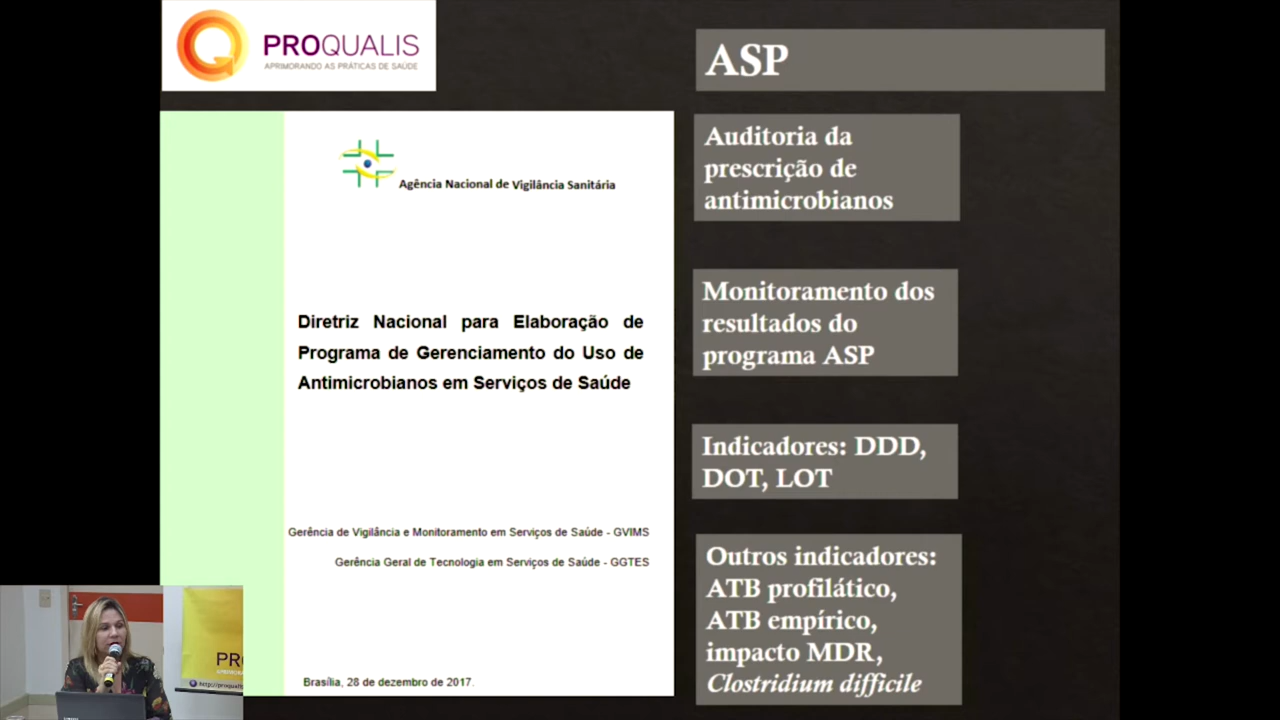 PROQUALIS
APRIMORANDO AS PRÁTICAS DE SAÚDE
ASP
Agência Nacional de Vigilância Sanitária
Diretriz Nacional para Elaboração de
Programa de Gerenciamento do Uso de
Antimicrobianos em Serviços de Saúde
Gerência de Vigilância e Monitoramento em Serviços de Saúde - GVIMS
Gerência Geral de Tecnologia em Serviços de Saúde - GGTES
Brasília, 28 de dezembro de 2017.
Auditoria da
prescrição de
antimicrobianos
Monitoramento dos
resultados do
programa ASP
Indicadores: DDD,
DOT, LOT
Outros indicadores:
ATB profilático,
ATB empírico,
impacto MDR,
Clostridium difficile
PRO